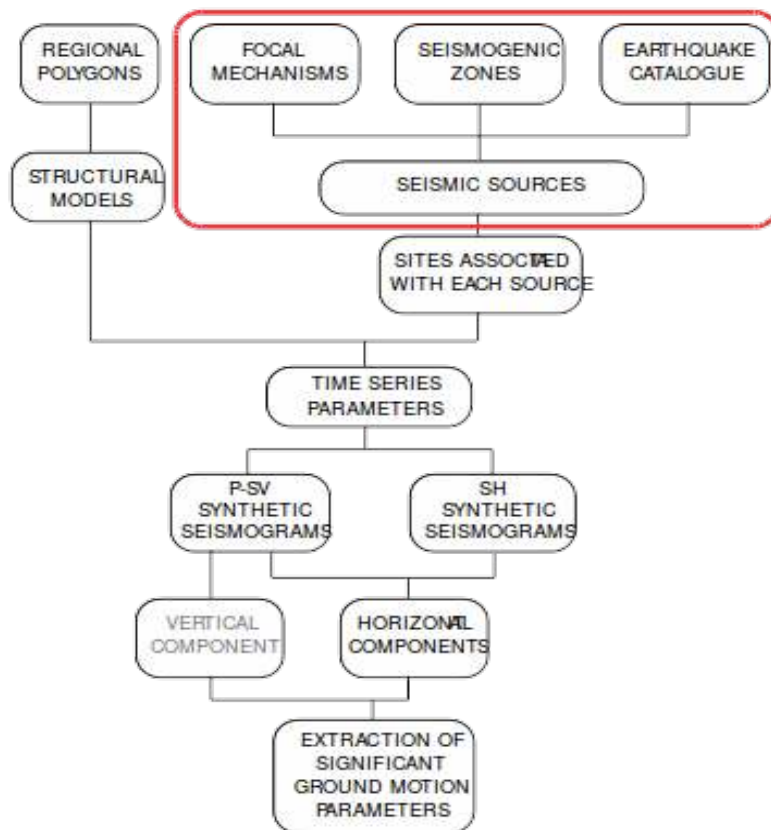 REGIONAL
POLYGONS
FOCAL
MECHANISMS
SEISMOGENIC
ZONES
EARTHQUAKE
CATALOGUE
STRUCTURAL
MODELS
SEISMIC SOURCES
SITES ASSOCIATED
WITH EACH SOURCE
TIME SERIES
PARAMETERS
P-SV
SYNTHETIC
SEISMOGRAMS
SH
SYNTHETIC
SEISMOGRAMS
VERTICAL
COMPONENT
HORIZONTAL
COMPONENTS
EXTRACTION OF
SIGNIFICANT
GROUND MOTION
PARAMETERS